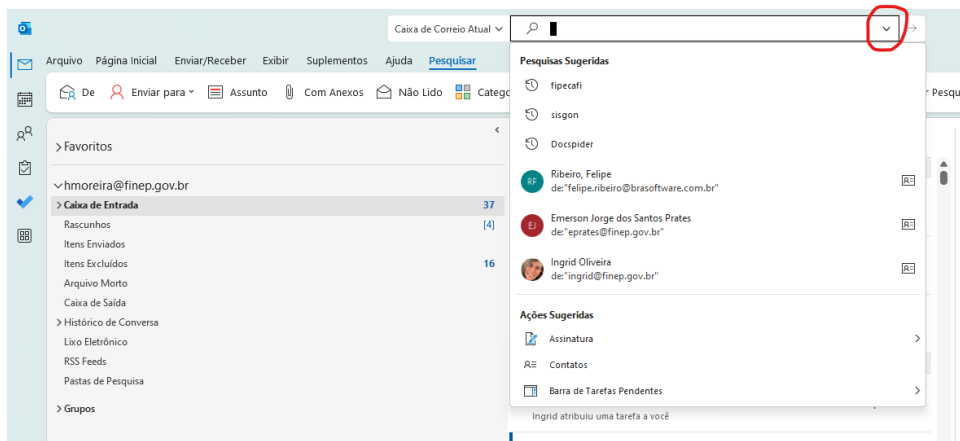 Caixa de Correio Atual
Arquivo Página Inicial Enviar/Receber Exibir Suplementos Ajuda Pesquisar
De Enviar para Assunto Com Anexos Não Lido Categ
r Pesqu
Favoritos
hmoreira@finep.gov.br
Caixa de Entrada 37
Rascunhos [4]
Itens Enviados
Itens Excluídos 16
Arquivo Morto
Caixa de Saída
Histórico de Conversa
Lixo Eletrônico
RSS Feeds
Pastas de Pesquisa
Grupos
Pesquisas Sugeridas
fipecafi
sisgon
Docspider
RF
Ribeiro, Felipe
de:"felipe.ribeiro@brasoftware.com.br"
EJ
Emerson Jorge dos Santos Prates
de:"eprates@finep.gov.br"
Ingrid Oliveira
de:"ingrid@finep.gov.br"
Ações Sugeridas
Assinatura
Contatos
Barra de Tarefas Pendentes
Ingrid atribuiu uma tarefa a você